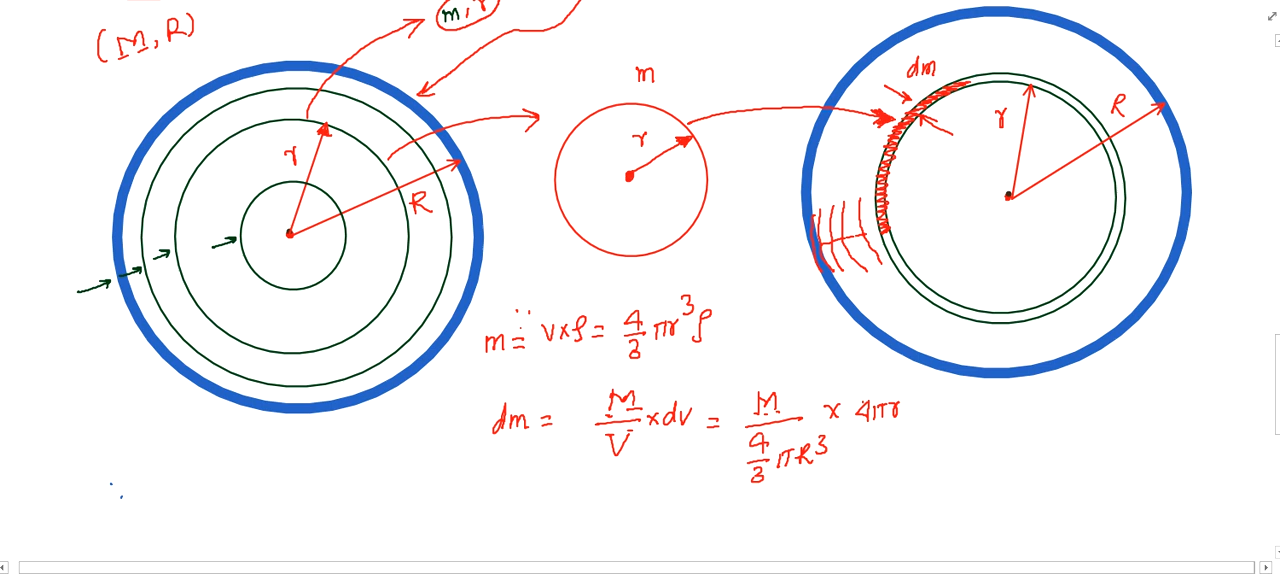 (M, R)
m, r
r
R
m
r
dm
r
R
m = V×ρ = 4/3 πr³ρ
dm = M/V × dV = M/(4/3 πR³) × 4πr